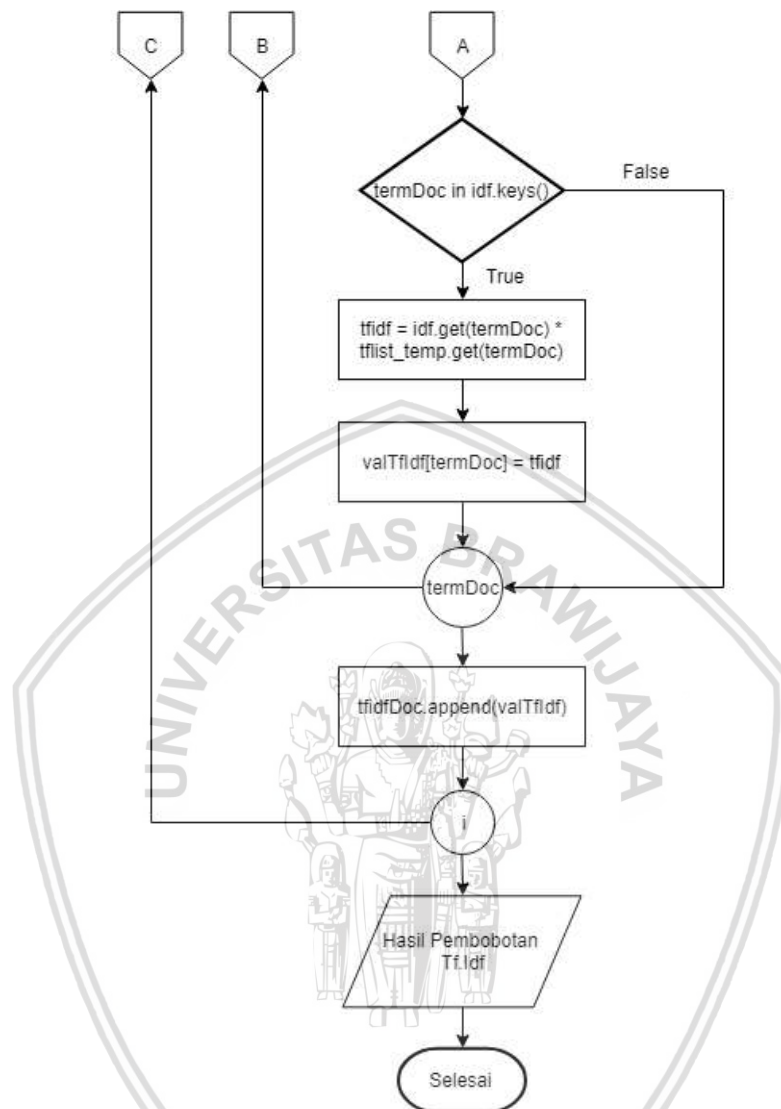 C
B
A
termDoc in idf.keys()
False
True
tfidf = idf.get(termDoc) *
tflist_temp.get(termDoc)
valTfIdf[termDoc] = tfidf
termDoc
tfidfDoc.append(valTfIdf)
i
Hasil Pembobotan
Tf.Idf
Selesai
UNIVERSITAS BRAWIJAYA